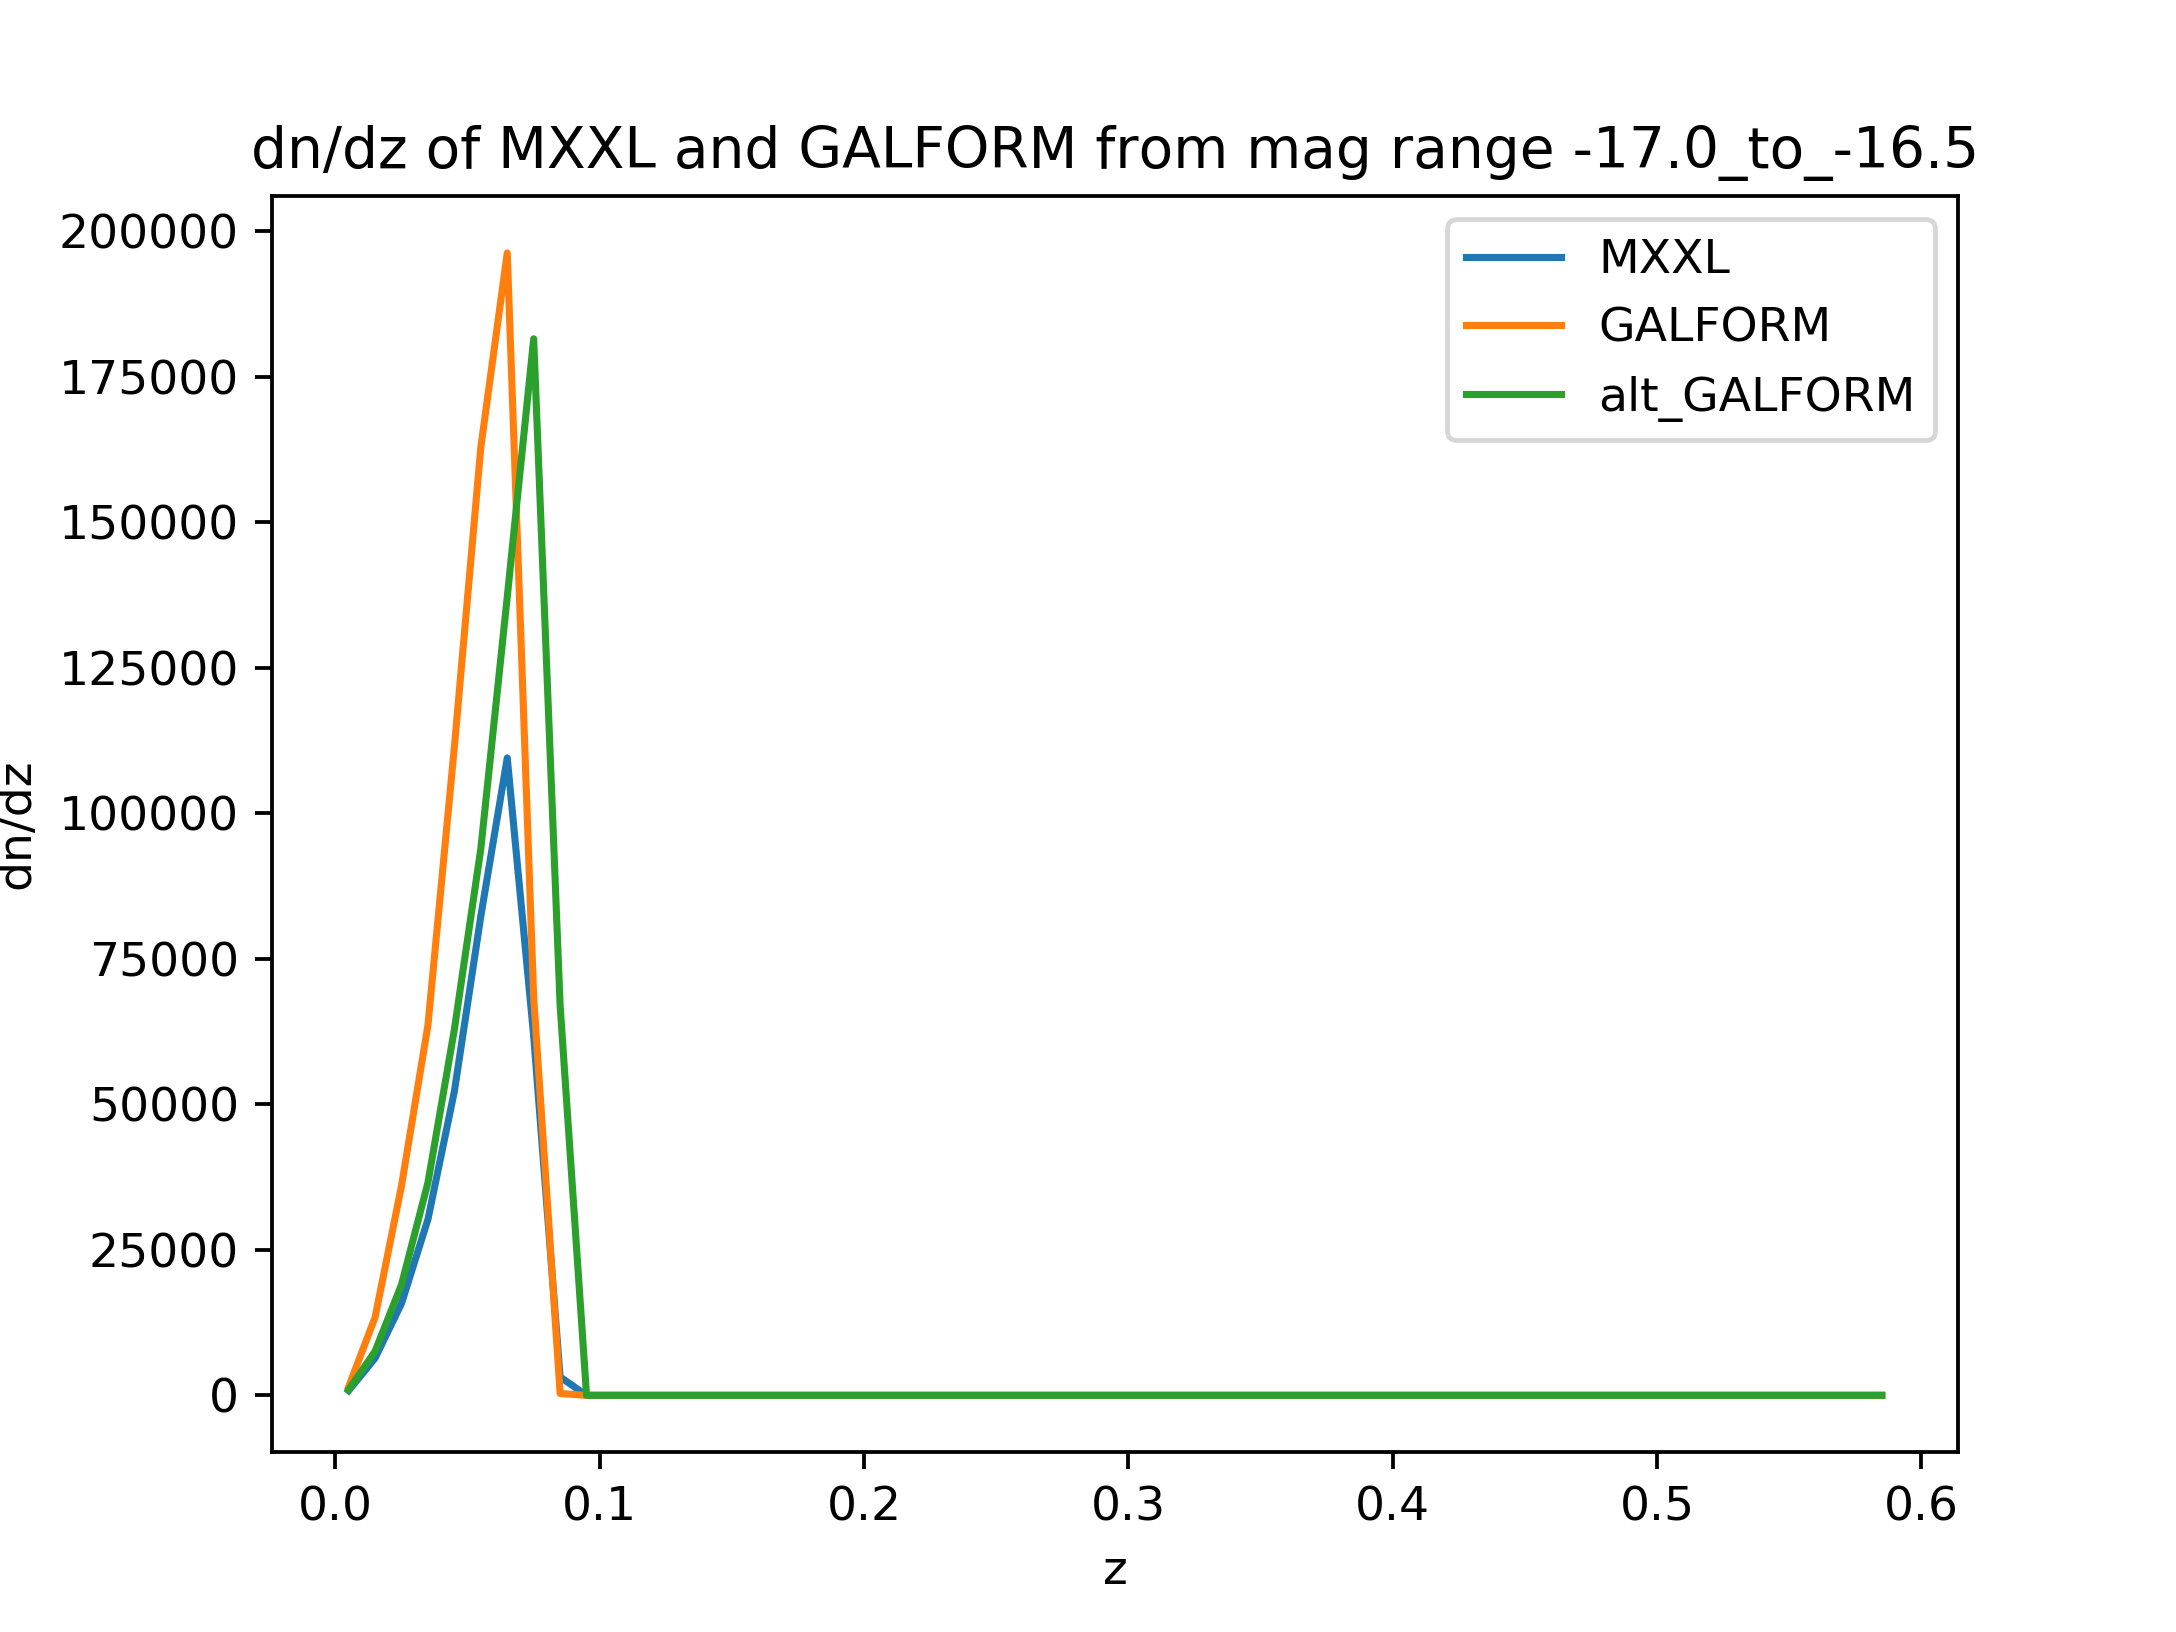 dn/dz of MXXL and GALFORM from mag range -17.0_to_-16.5
MXXL
GALFORM
alt_GALFORM
200000
175000
150000
125000
100000
75000
50000
25000
0
dn/dz
0.0 0.1 0.2 0.3 0.4 0.5 0.6
z